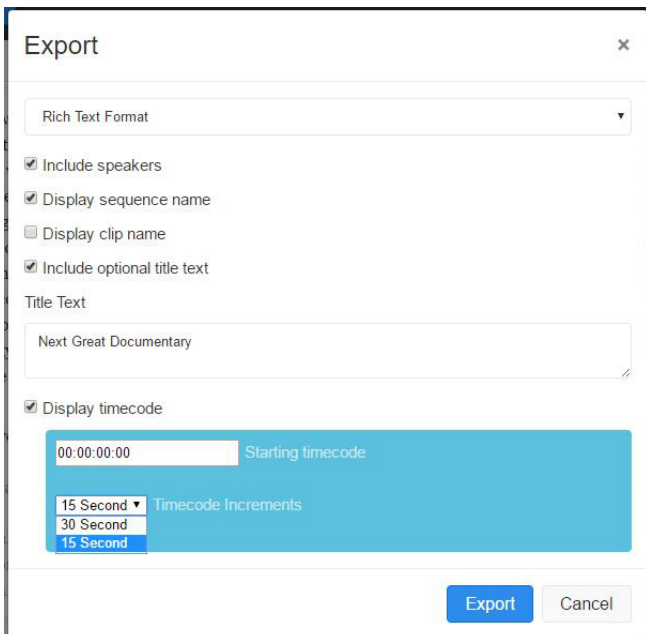 Export ×
Rich Text Format
Include speakers
Display sequence name
Display clip name
Include optional title text
Title Text
Next Great Documentary
Display timecode
00:00:00:00 Starting timecode
15 Second Timecode Increments
30 Second
15 Second
Export Cancel